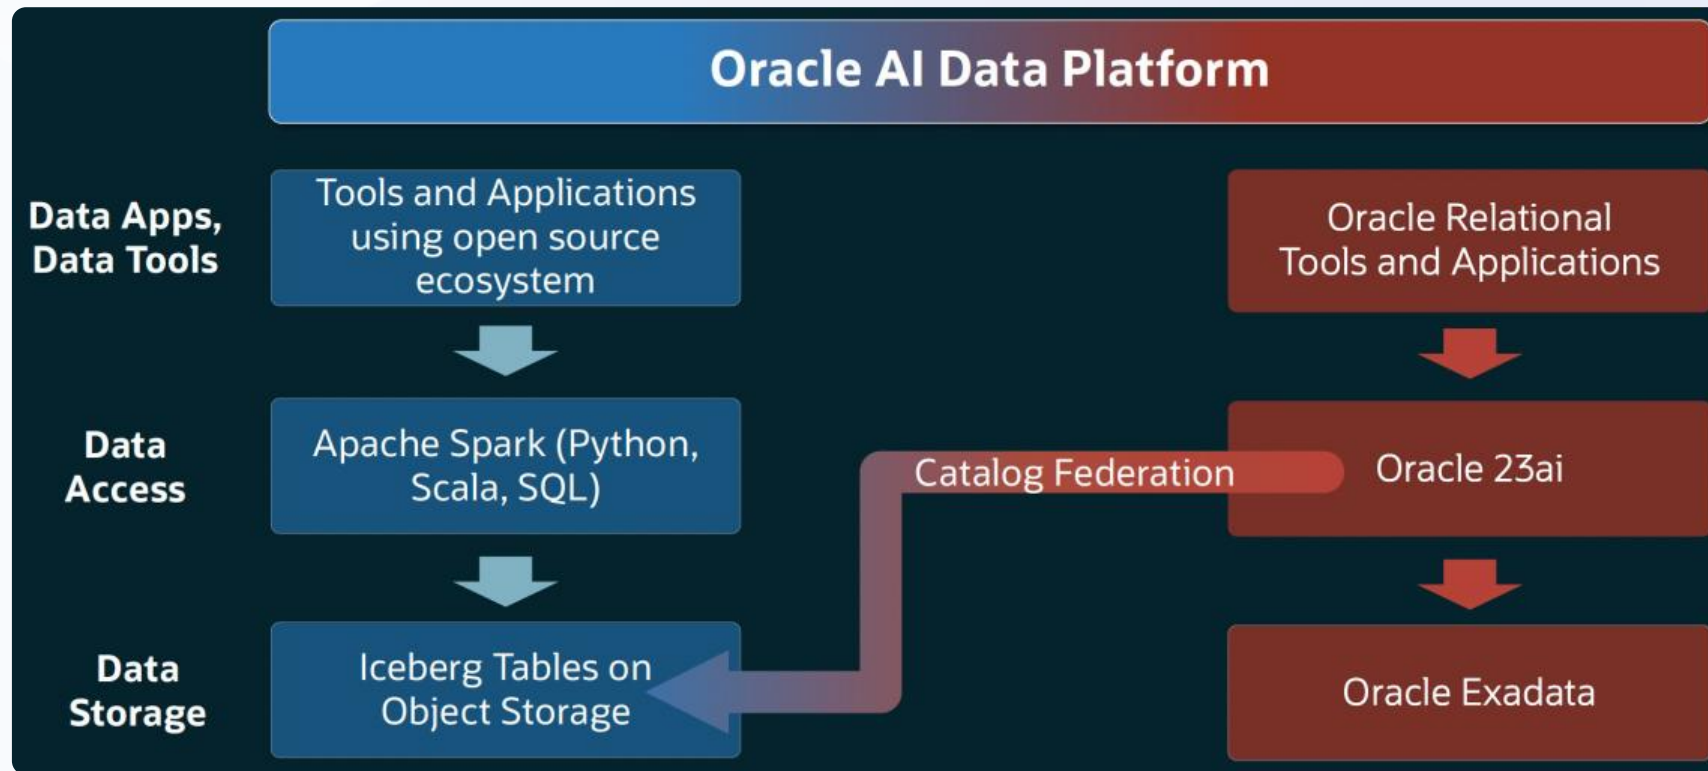 Oracle AI Data Platform
Data Apps,
Data Tools
Tools and Applications
using open source
ecosystem
Oracle Relational
Tools and Applications
Data
Access
Apache Spark (Python,
Scala, SQL)
Catalog Federation
Oracle 23ai
Data
Storage
Iceberg Tables on
Object Storage
Oracle Exadata